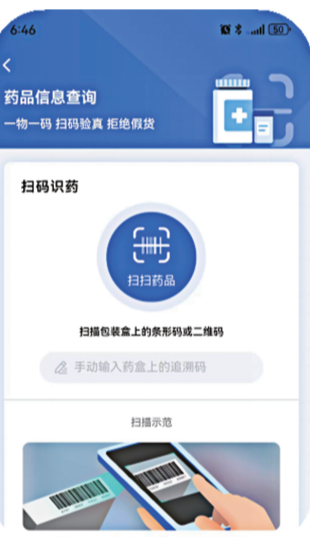 6:46
50
药品信息查询
一物一码 扫码验真 拒绝假货
扫码识药
扫扫药品
扫描包装盒上的条形码或二维码
手动输入药盒上的追溯码
扫描示范